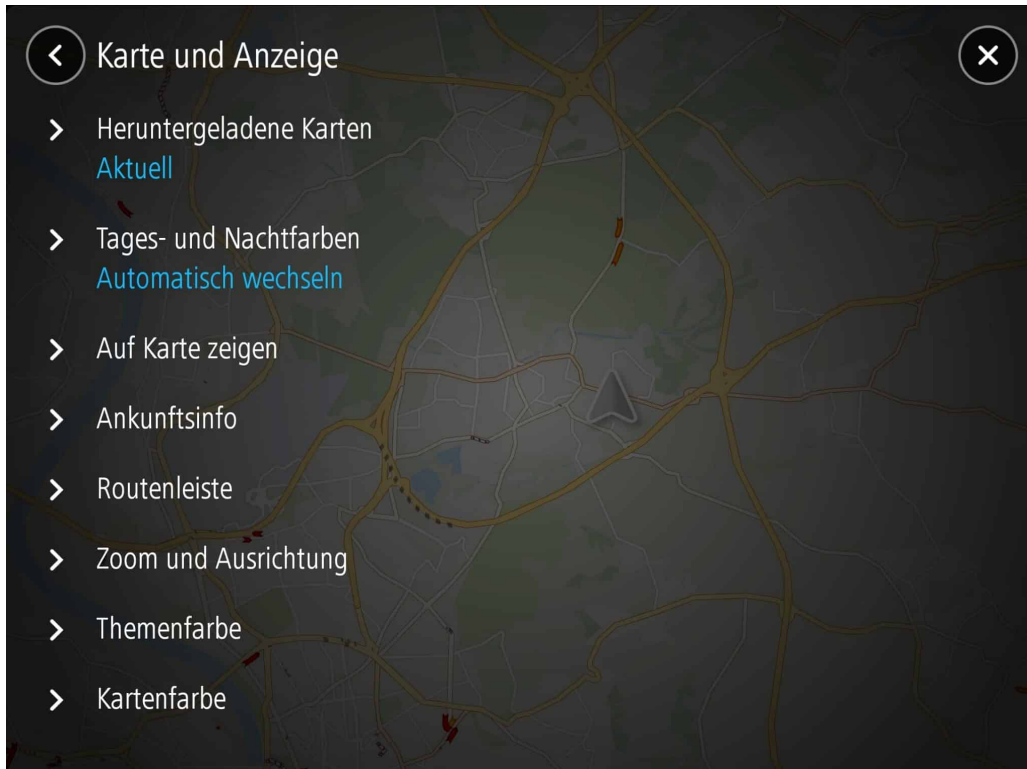 Karte und Anzeige
Heruntergeladene Karten
Aktuell
Tages- und Nachtfarben
Automatisch wechseln
Auf Karte zeigen
Ankunftsinfo
Routenleiste
Zoom und Ausrichtung
Themenfarbe
Kartenfarbe